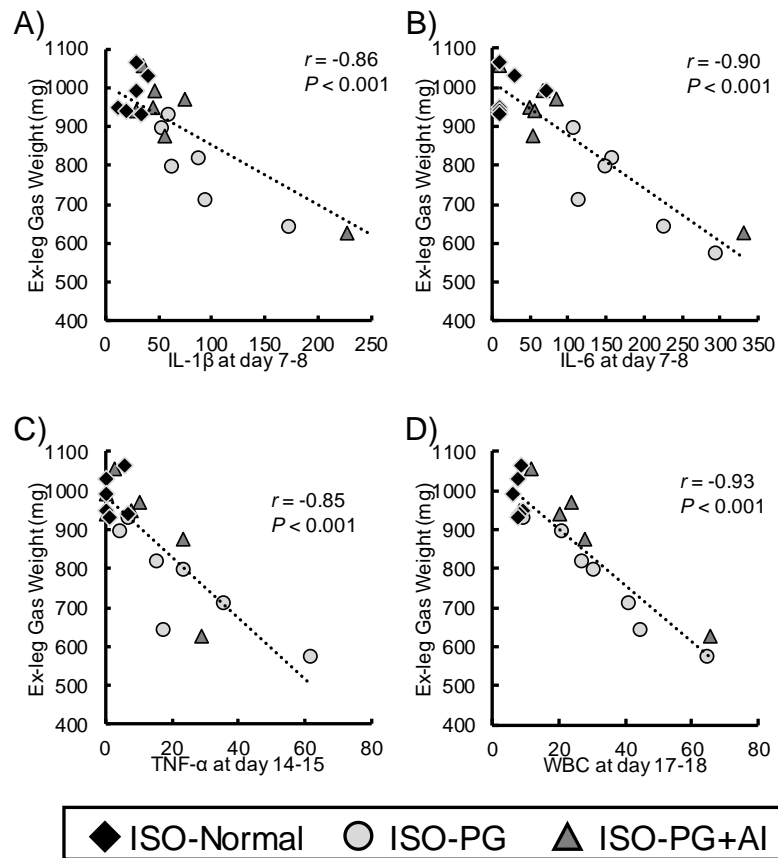 A)
r = -0.86
P < 0.001
Ex-leg Gas Weight (mg)
1100
1000
900
800
700
600
500
400
0 50 100 150 200 250
IL-1β at day 7-8
B)
r = -0.90
P < 0.001
Ex-leg Gas Weight (mg)
1100
1000
900
800
700
600
500
400
0 50 100 150 200 250 300 350
IL-6 at day 7-8
C)
r = -0.85
P < 0.001
Ex-leg Gas Weight (mg)
1100
1000
900
800
700
600
500
400
0 20 40 60 80
TNF-α at day 14-15
D)
r = -0.93
P < 0.001
Ex-leg Gas Weight (mg)
1100
1000
900
800
700
600
500
400
0 20 40 60 80
WBC at day 17-18
ISO-Normal ISO-PG ISO-PG+AI